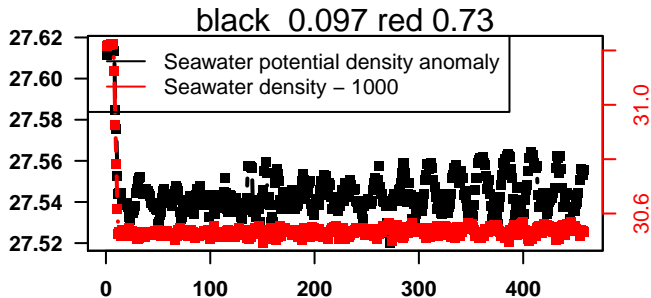 black 0.097 red 0.73
27.62
27.60
27.58
27.56
27.54
27.52
Seawater potential density anomaly
Seawater density − 1000
31.0
30.6
0 100 200 300 400